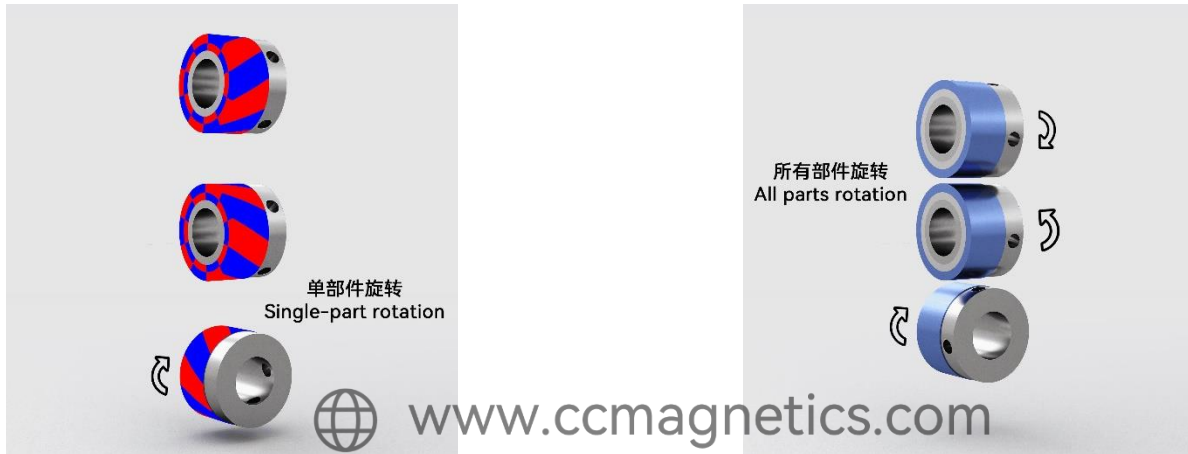 单部件旋转
Single-part rotation
所有部件旋转
All parts rotation
www.ccmagnetics.com